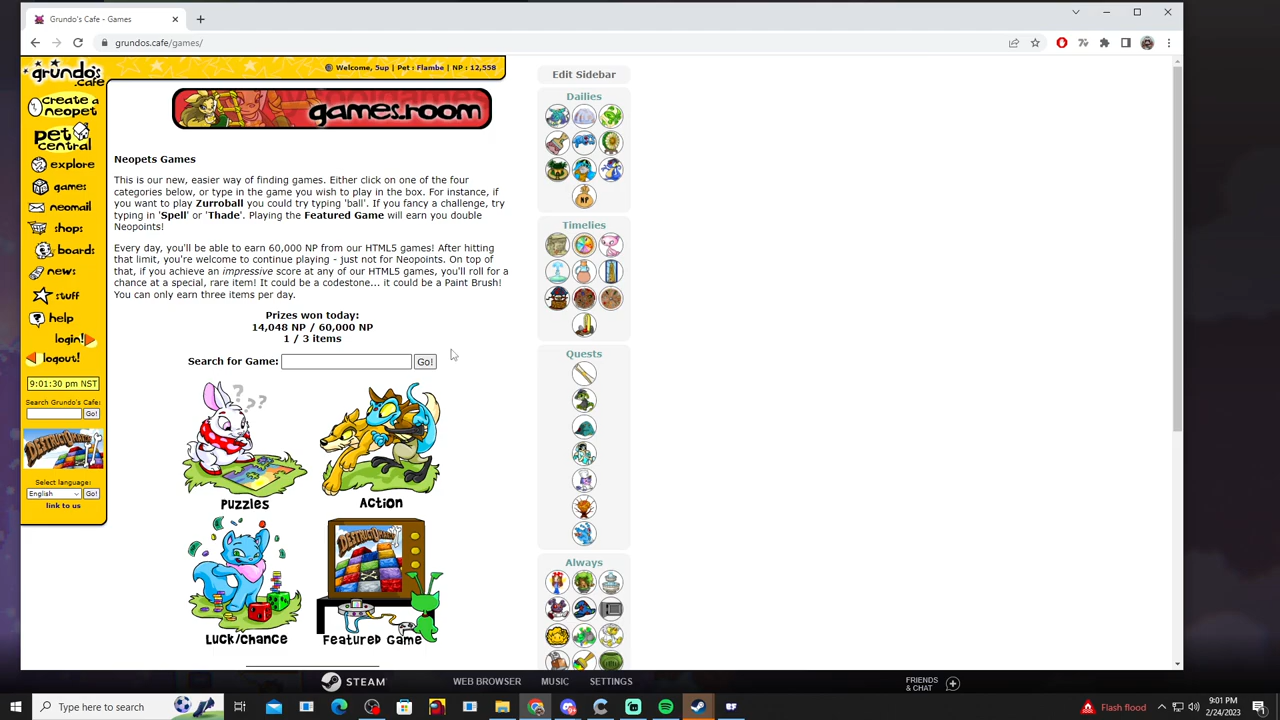 Grundo's Cafe - Games
grundos.cafe/games/
grundo's
.cafe
Welcome, 5up | Pet : Flambe | NP : 12,558
create a
neopet
pet
central
explore
games
neomail
shops
boards
news
stuff
help
login!
logout!
9:01:30 pm NST
Search Grundo's Cafe:
Go!
Select language:
English
Go!
link to us
games.room
Neopets Games
This is our new, easier way of finding games. Either click on one of the four
categories below, or type in the game you wish to play in the box. For instance, if
you want to play Zurroball you could try typing 'ball'. If you fancy a challenge, try
typing in 'Spell' or 'Thade'. Playing the Featured Game will earn you double
Neopoints!
Every day, you'll be able to earn 60,000 NP from our HTML5 games! After hitting
that limit, you're welcome to continue playing - just not for Neopoints. On top of
that, if you achieve an impressive score at any of our HTML5 games, you'll roll for a
chance at a special, rare item! It could be a codestone... it could be a Paint Brush!
You can only earn three items per day.
Prizes won today:
14,048 NP / 60,000 NP
1 / 3 items
Search for Game:
Go!
Puzzles
Action
Luck/Chance
Featured Game
Edit Sidebar
Dailies
NP
Timelies
Quests
Always
STEAM
WEB BROWSER
MUSIC
SETTINGS
FRIENDS
& CHAT
Type here to search
Flash flood
9:01 PM
2/24/2023